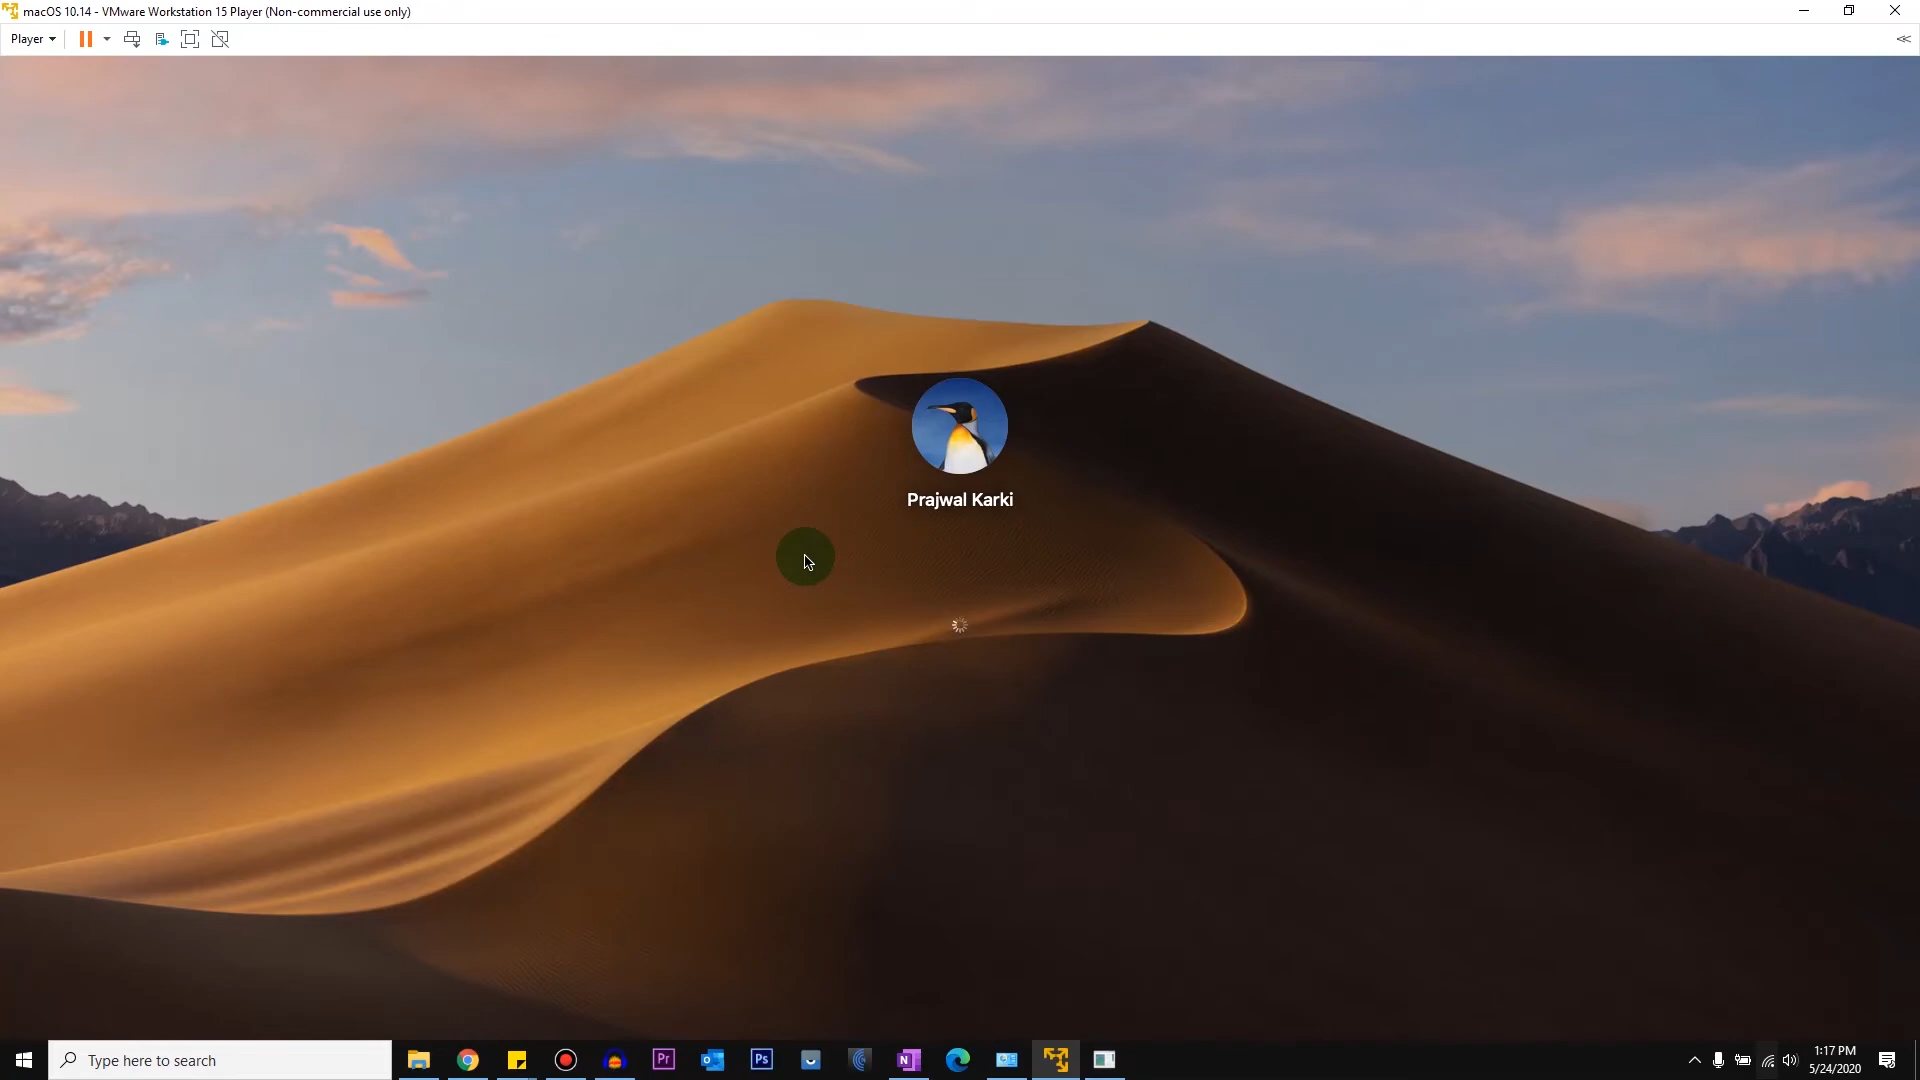 macOS 10.14 - VMware Workstation 15 Player (Non-commercial use only)
Player
Prajwal Karki
Type here to search
Pr
Ps
N
1:17 PM
5/24/2020